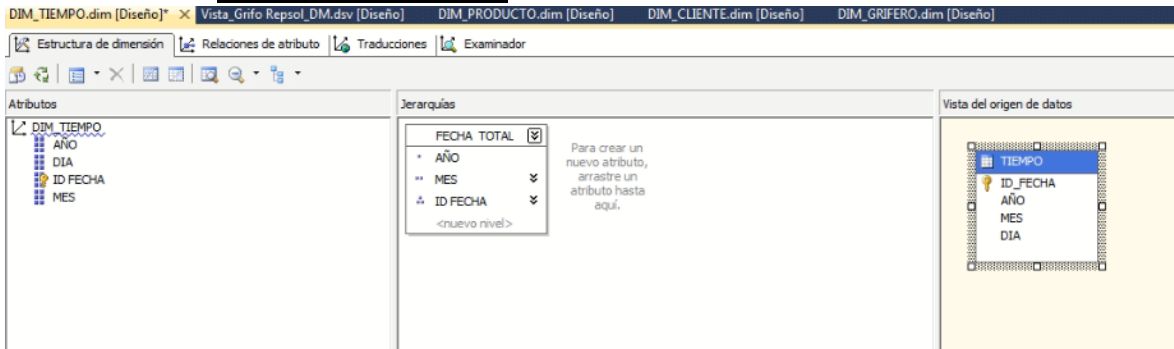 DIM_TIEMPO.dim [Diseño]* Vista_Grifo Repsol_DM.dsv [Diseño] DIM_PRODUCTO.dim [Diseño] DIM_CLIENTE.dim [Diseño] DIM_GRIFERO.dim [Diseño]
Estructura de dimensión Relaciones de atributo Traducciones Examinador
Atributos
DIM_TIEMPO
AÑO
DIA
ID FECHA
MES
Jerarquías
FECHA TOTAL
AÑO
MES
ID FECHA
<nuevo nivel>
Para crear un
nuevo atributo,
arrastre un
atributo hasta
aquí.
Vista del origen de datos
TIEMPO
ID_FECHA
AÑO
MES
DIA